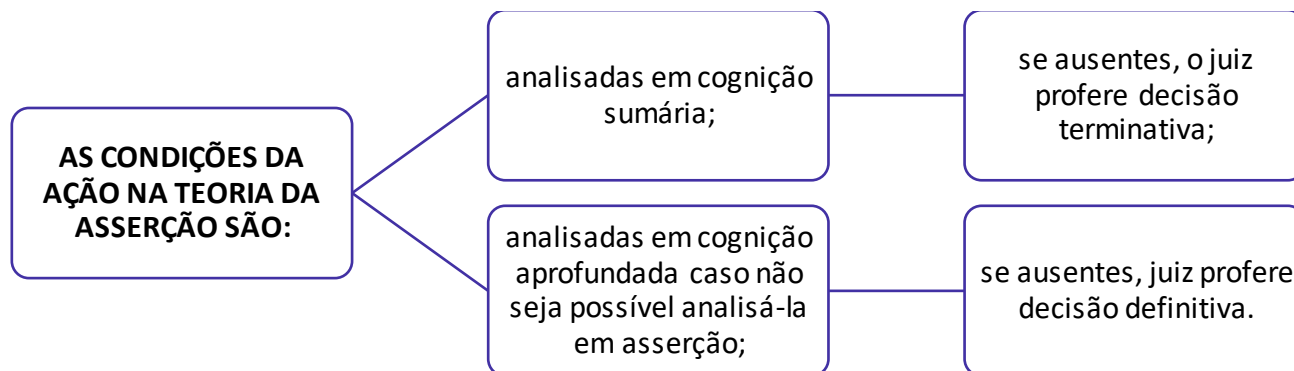 AS CONDIÇÕES DA
AÇÃO NA TEORIA DA
ASSERÇÃO SÃO:
analisadas em cognição
sumária;
se ausentes, o juiz
profere decisão
terminativa;
analisadas em cognição
aprofundada caso não
seja possível analisá-la
em asserção;
se ausentes, juiz profere
decisão definitiva.